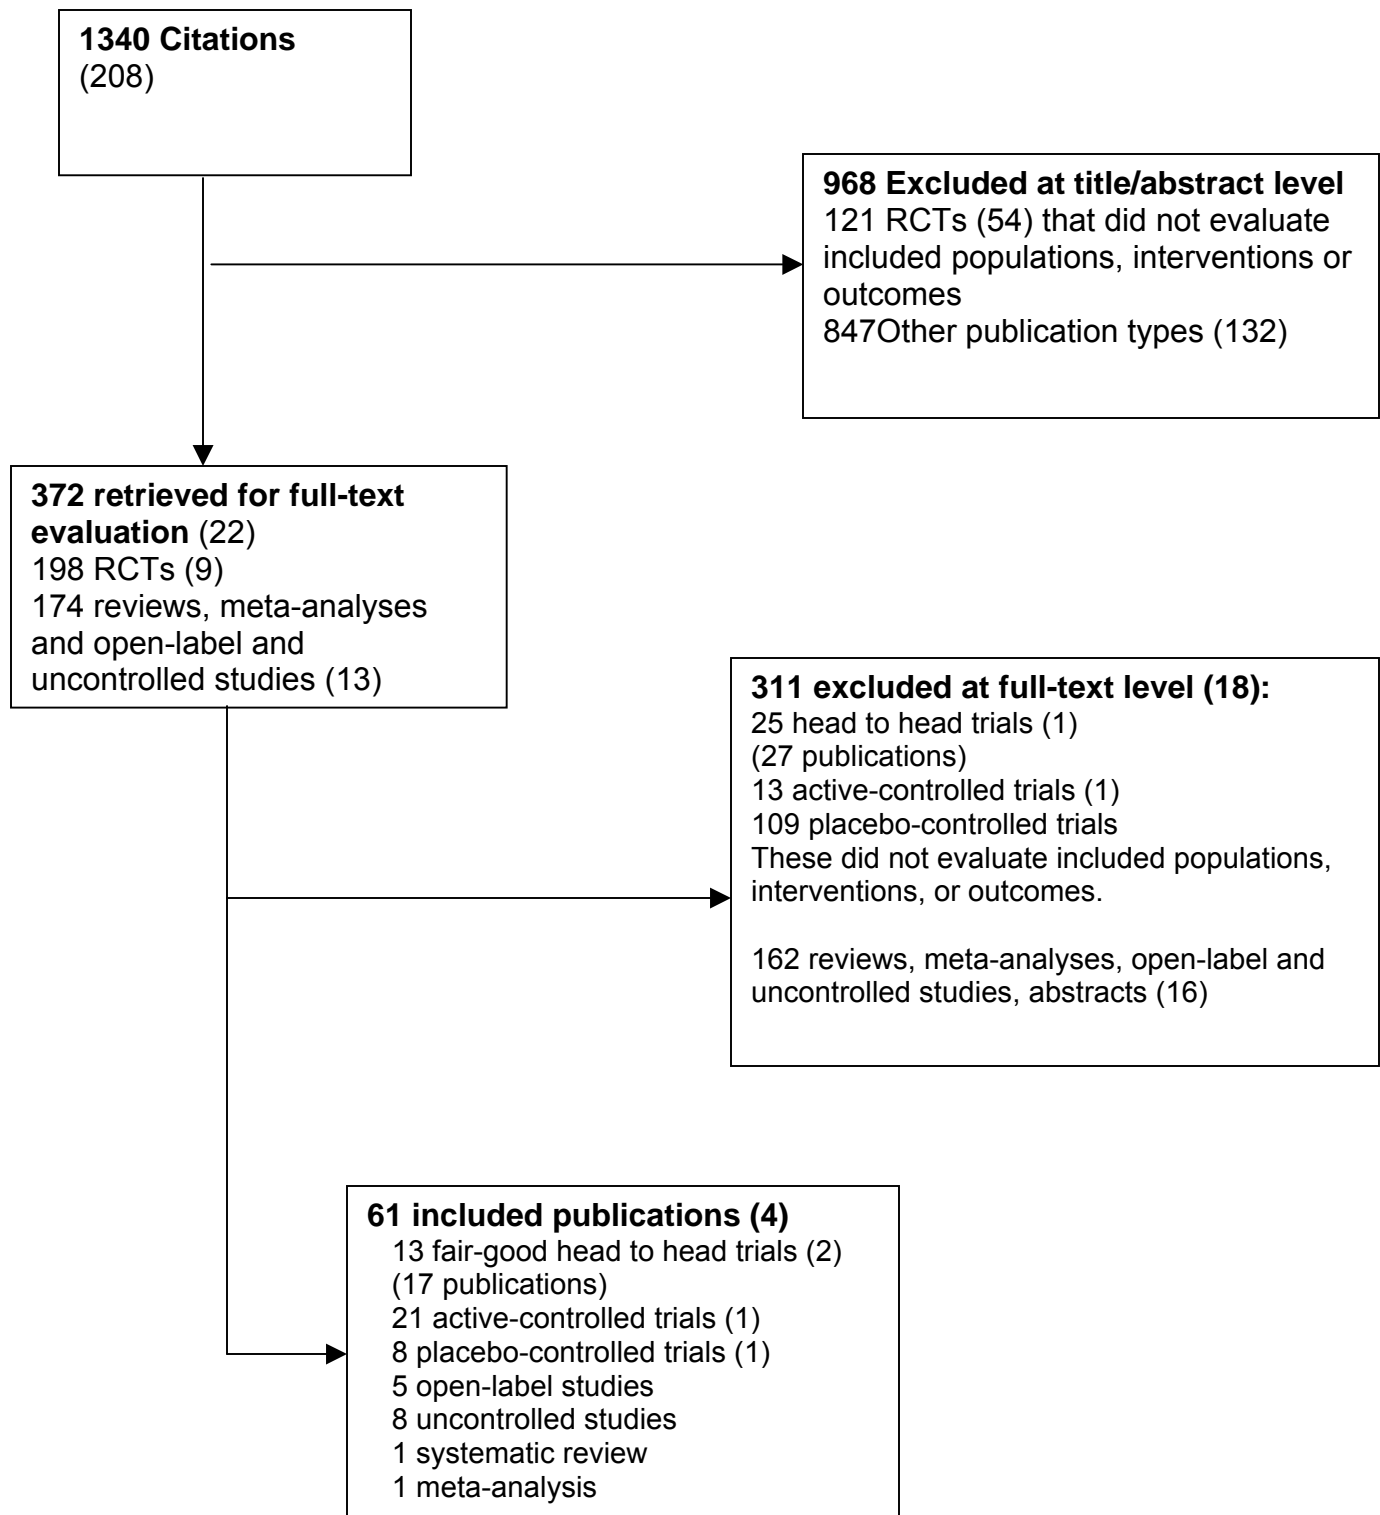 1340 Citations
(208)
968 Excluded at title/abstract level
121 RCTs (54) that did not evaluate
included populations, interventions or
outcomes
847Other publication types (132)
372 retrieved for full-text
evaluation (22)
198 RCTs (9)
174 reviews, meta-analyses
and open-label and
uncontrolled studies (13)
311 excluded at full-text level (18):
25 head to head trials (1)
(27 publications)
13 active-controlled trials (1)
109 placebo-controlled trials
These did not evaluate included populations,
interventions, or outcomes.
162 reviews, meta-analyses, open-label and
uncontrolled studies, abstracts (16)
61 included publications (4)
13 fair-good head to head trials (2)
(17 publications)
21 active-controlled trials (1)
8 placebo-controlled trials (1)
5 open-label studies
8 uncontrolled studies
1 systematic review
1 meta-analysis